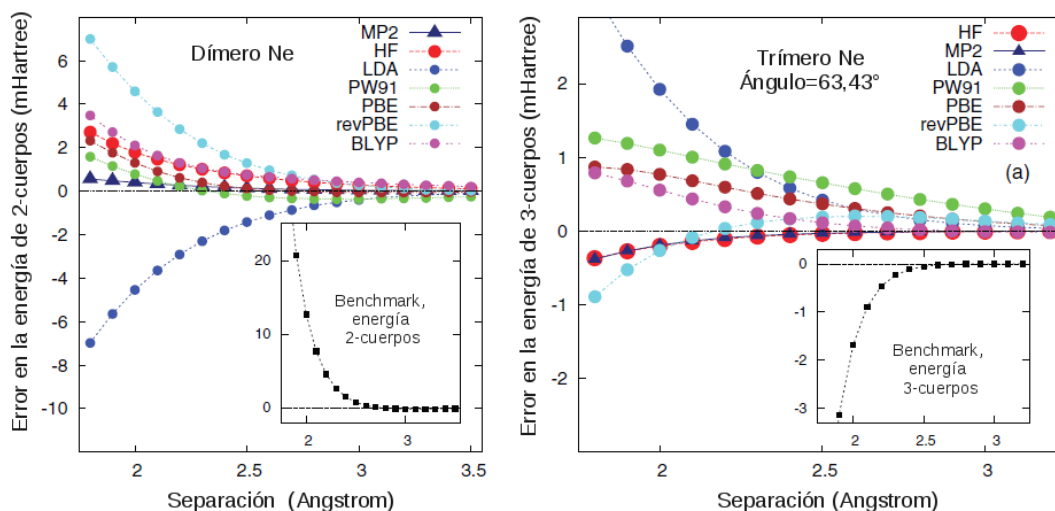 Error en la energía de 2-cuerpos (mHartree)
6
4
2
0
-2
-4
-6
-8
-10
Dímero Ne
MP2
HF
LDA
PW91
PBE
revPBE
BLYP
20
10
0
Benchmark,
energía
2-cuerpos
2
3
2
2.5
3
3.5
Separación (Angstrom)
Error en la energía de 3-cuerpos (mHartree)
2
1
0
-1
-2
Trímero Ne
Ángulo=63,43°
HF
MP2
LDA
PW91
PBE
revPBE
BLYP
(a)
0
-1
-2
-3
Benchmark,
energía
3-cuerpos
2
2.5
3
2
2.5
3
Separación (Angstrom)